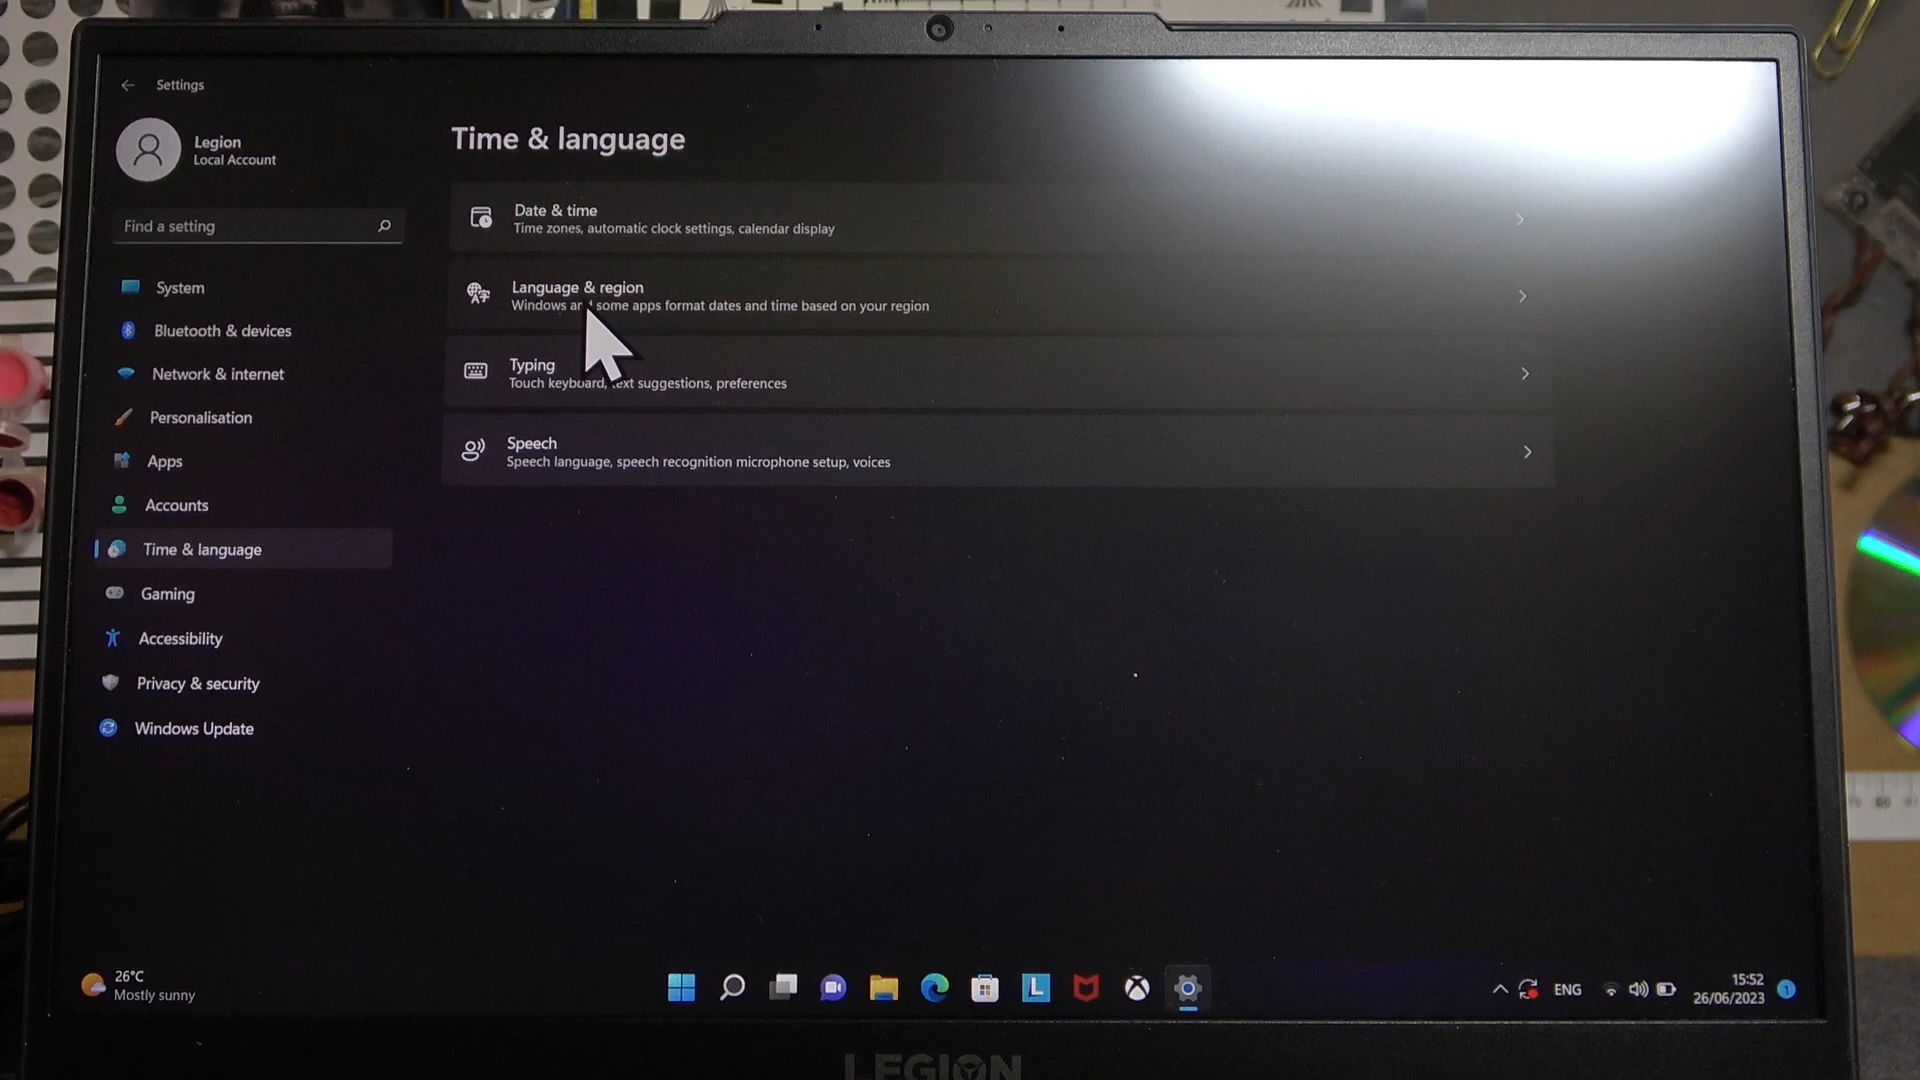 Settings
Legion
Local Account
Find a setting
System
Bluetooth & devices
Network & internet
Personalisation
Apps
Accounts
Time & language
Gaming
Accessibility
Privacy & security
Windows Update
Time & language
Date & time
Time zones, automatic clock settings, calendar display
Language & region
Windows and some apps format dates and time based on your region
Typing
Touch keyboard, text suggestions, preferences
Speech
Speech language, speech recognition microphone setup, voices
26°C
Mostly sunny
L
ENG
15:52
26/06/2023
1
LEGION